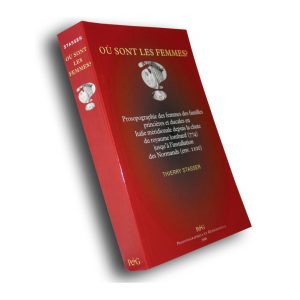 STASSER
OÙ SONT LES
FEMMES?
OÙ SONT LES FEMMES?
Prosopographie des femmes des familles
princières et ducales en
Italie méridionale depuis la chute
du royaume lombard (774)
jusqu'à l'installation
des Normands (env. 1100)
THIERRY STASSER
P&G
P&G